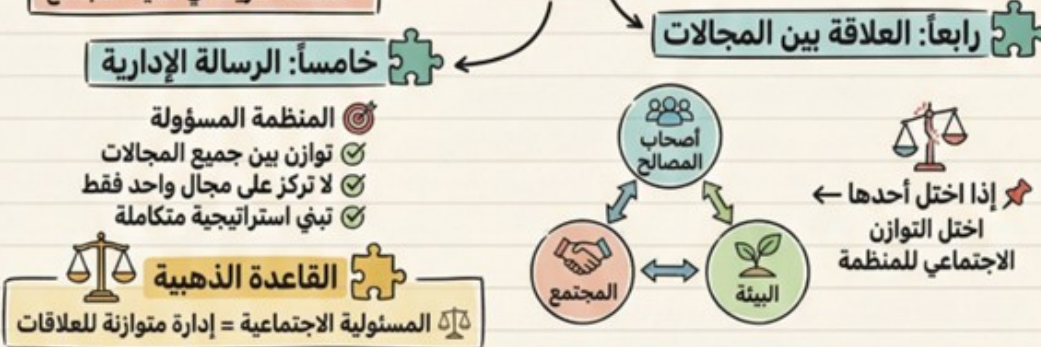 رابعاً: العلاقة بين المجالات
أصحاب
المصالح
المجتمع
البيئة
إذا اختل أحدها ←
اختل التوازن
الاجتماعي للمنظمة
خامساً: الرسالة الإدارية
المنظمة المسؤولة
توازن بين جميع المجالات
لا تركز على مجال واحد فقط
تبني استراتيجية متكاملة
القاعدة الذهبية
المسئولية الاجتماعية = إدارة متوازنة للعلاقات